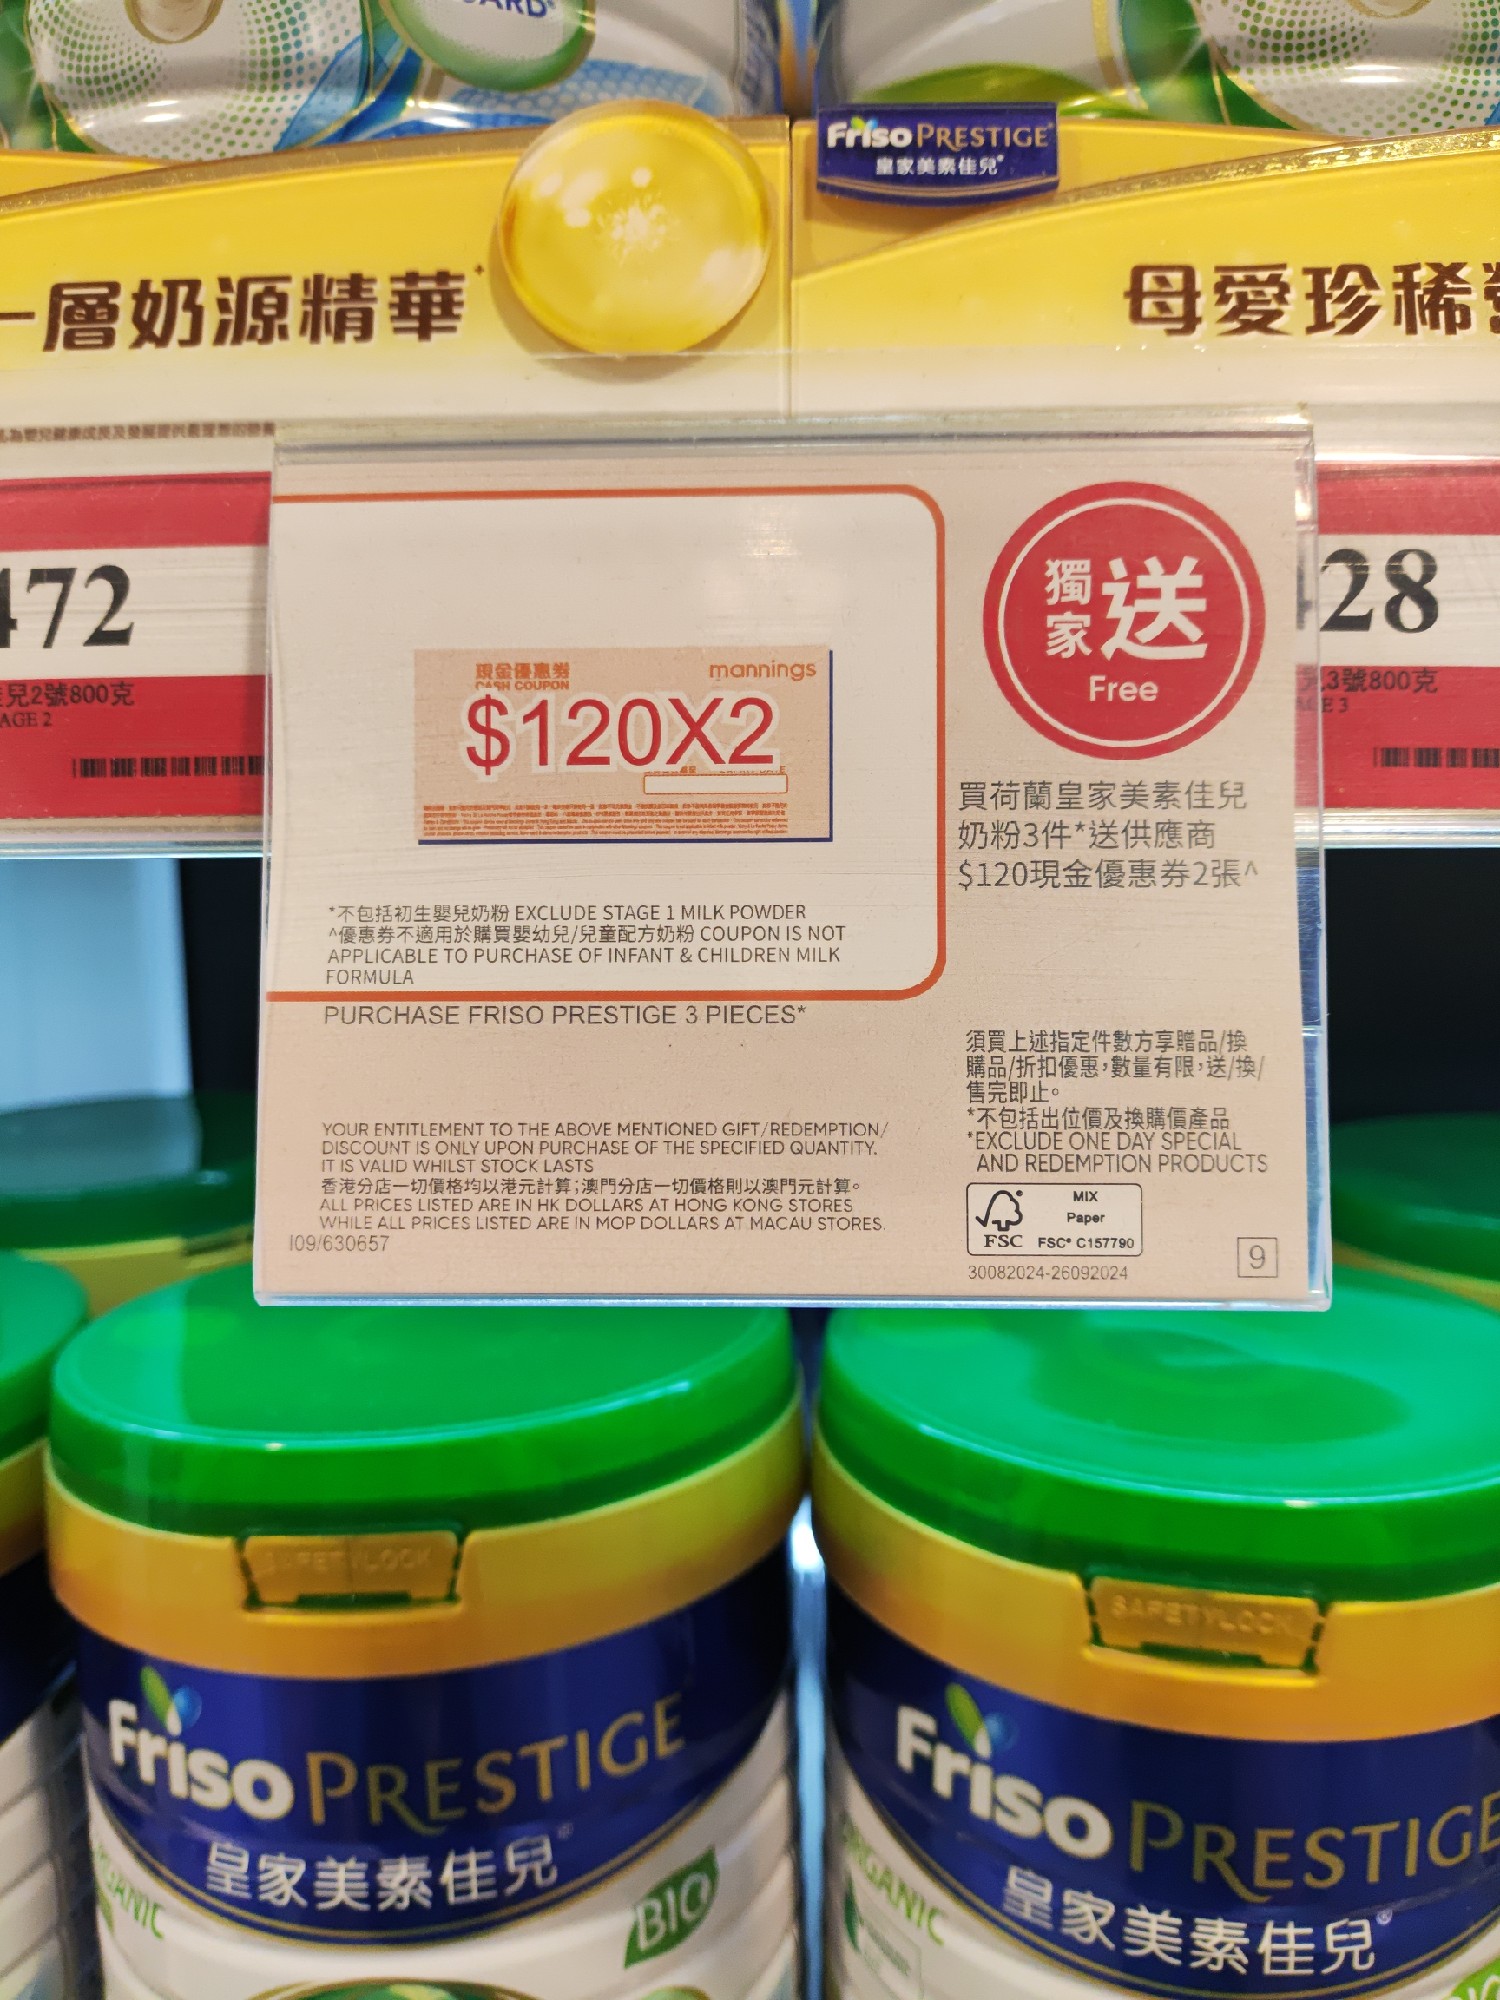 Friso PRESTIGE
皇家美素佳兒
一層奶源精華
母愛珍稀
472
兒2號800克
AGE 2
28
3號800克
獨家送
Free
現金優惠券
CASH COUPON
mannings
$120X2
買荷蘭皇家美素佳兒
奶粉3件*送供應商
$120現金優惠券2張^
*不包括初生嬰兒奶粉 EXCLUDE STAGE 1 MILK POWDER
^優惠券不適用於購買嬰幼兒/兒童配方奶粉 COUPON IS NOT
APPLICABLE TO PURCHASE OF INFANT & CHILDREN MILK
FORMULA
PURCHASE FRISO PRESTIGE 3 PIECES*
須買上述指定件數方享贈品/換
購品/折扣優惠,數量有限,送/換/
售完即止。
*不包括出位價及換購價產品
*EXCLUDE ONE DAY SPECIAL
AND REDEMPTION PRODUCTS
YOUR ENTITLEMENT TO THE ABOVE MENTIONED GIFT/REDEMPTION/
DISCOUNT IS ONLY UPON PURCHASE OF THE SPECIFIED QUANTITY.
IT IS VALID WHILST STOCK LASTS
香港分店一切價格均以港元計算;澳門分店一切價格則以澳門元計算。
ALL PRICES LISTED ARE IN HK DOLLARS AT HONG KONG STORES
WHILE ALL PRICES LISTED ARE IN MOP DOLLARS AT MACAU STORES.
I09/630657
FSC
MIX
Paper
FSC® C157790
30082024-26092024
9
SAFETYLOCK
SAFETYLOCK
Friso PRESTIGE
皇家美素佳兒
BIO
Friso PRESTIGE
皇家美素佳兒